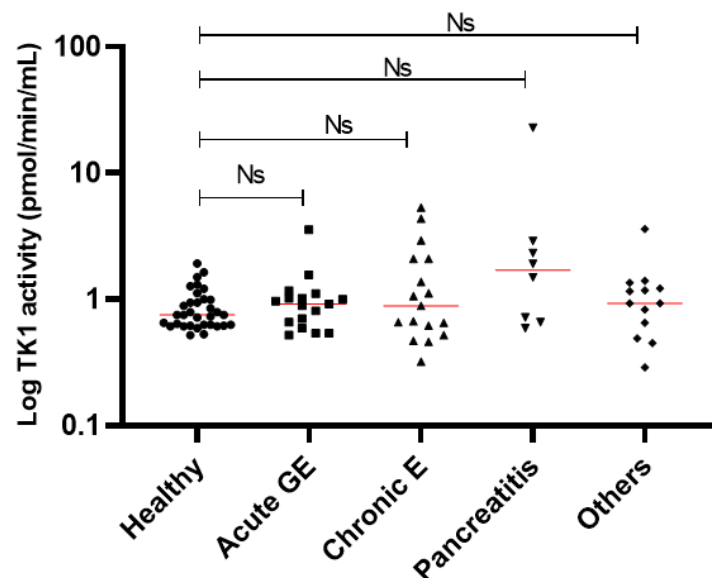 Ns
100
Ns
Ns
10
Ns
1
0.1
Log TK1 activity (pmol/min/mL)
Healthy
Acute GE
Chronic E
Pancreatitis
Others